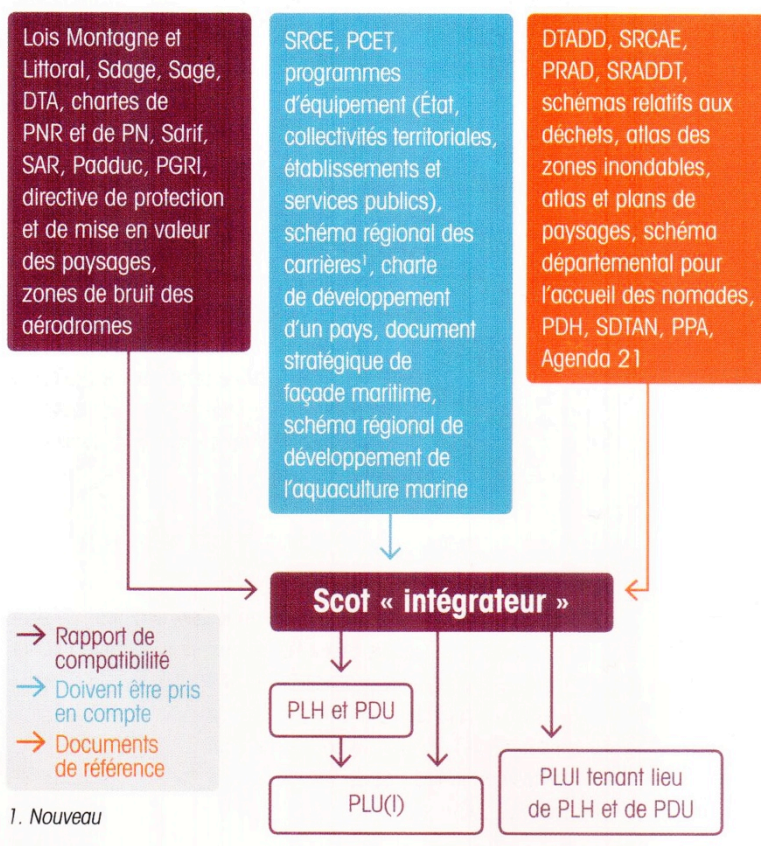 Lois Montagne et
Littoral, Sdage, Sage,
DTA, chartes de
PNR et de PN, Sdrif,
SAR, Padduc, PGRI,
directive de protection
et de mise en valeur
des paysages,
zones de bruit des
aérodromes
SRCE, PCET,
programmes
d'équipement (État,
collectivités territoriales,
établissements et
services publics),
schéma régional des
carrières¹, charte
de développement
d'un pays, document
stratégique de
façade maritime,
schéma régional de
développement de
l'aquaculture marine
DTADD, SRCAE,
PRAD, SRADDT,
schémas relatifs aux
déchets, atlas des
zones inondables,
atlas et plans de
paysages, schéma
départemental pour
l'accueil des nomades,
PDH, SDTAN, PPA,
Agenda 21
Scot « intégrateur »
Rapport de
compatibilité
Doivent être pris
en compte
Documents
de référence
PLH et PDU
PLU(I)
PLUI tenant lieu
de PLH et de PDU
1. Nouveau